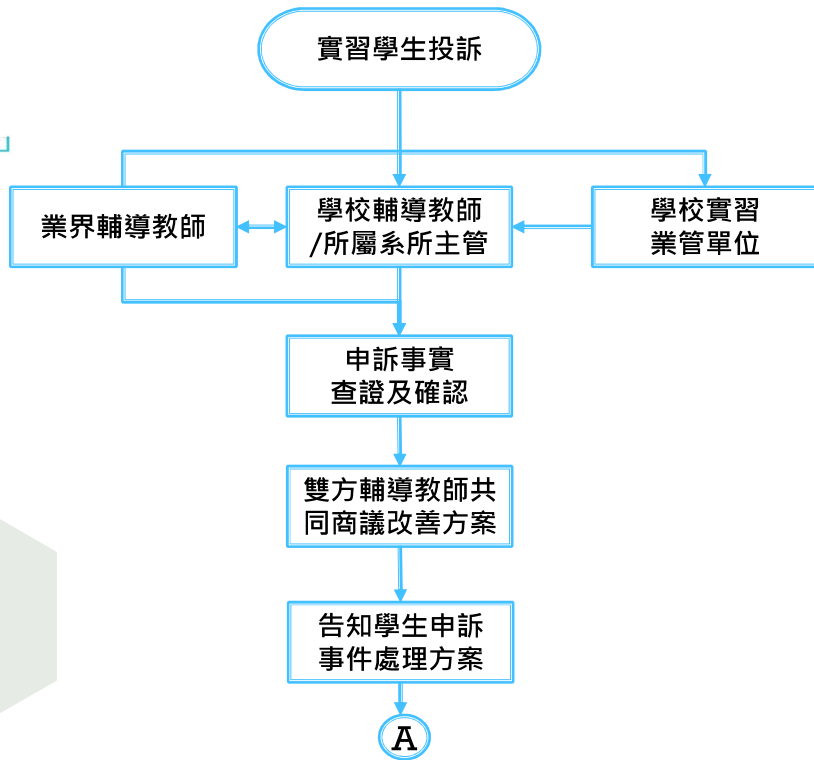 實習學生投訴
業界輔導教師
學校輔導教師
/所屬系所主管
學校實習
業管單位
申訴事實
查證及確認
雙方輔導教師共
同商議改善方案
告知學生申訴
事件處理方案
A